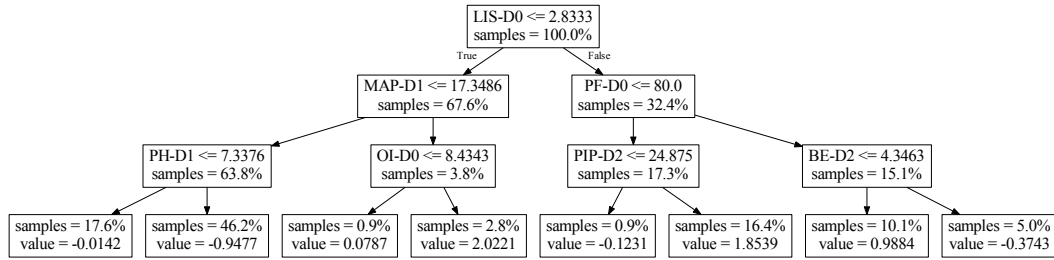 LIS-D0 <= 2.8333
samples = 100.0%
True
False
MAP-D1 <= 17.3486
samples = 67.6%
PF-D0 <= 80.0
samples = 32.4%
PH-D1 <= 7.3376
samples = 63.8%
OI-D0 <= 8.4343
samples = 3.8%
PIP-D2 <= 24.875
samples = 17.3%
BE-D2 <= 4.3463
samples = 15.1%
samples = 17.6%
value = -0.0142
samples = 46.2%
value = -0.9477
samples = 0.9%
value = 0.0787
samples = 2.8%
value = 2.0221
samples = 0.9%
value = -0.1231
samples = 16.4%
value = 1.8539
samples = 10.1%
value = 0.9884
samples = 5.0%
value = -0.3743